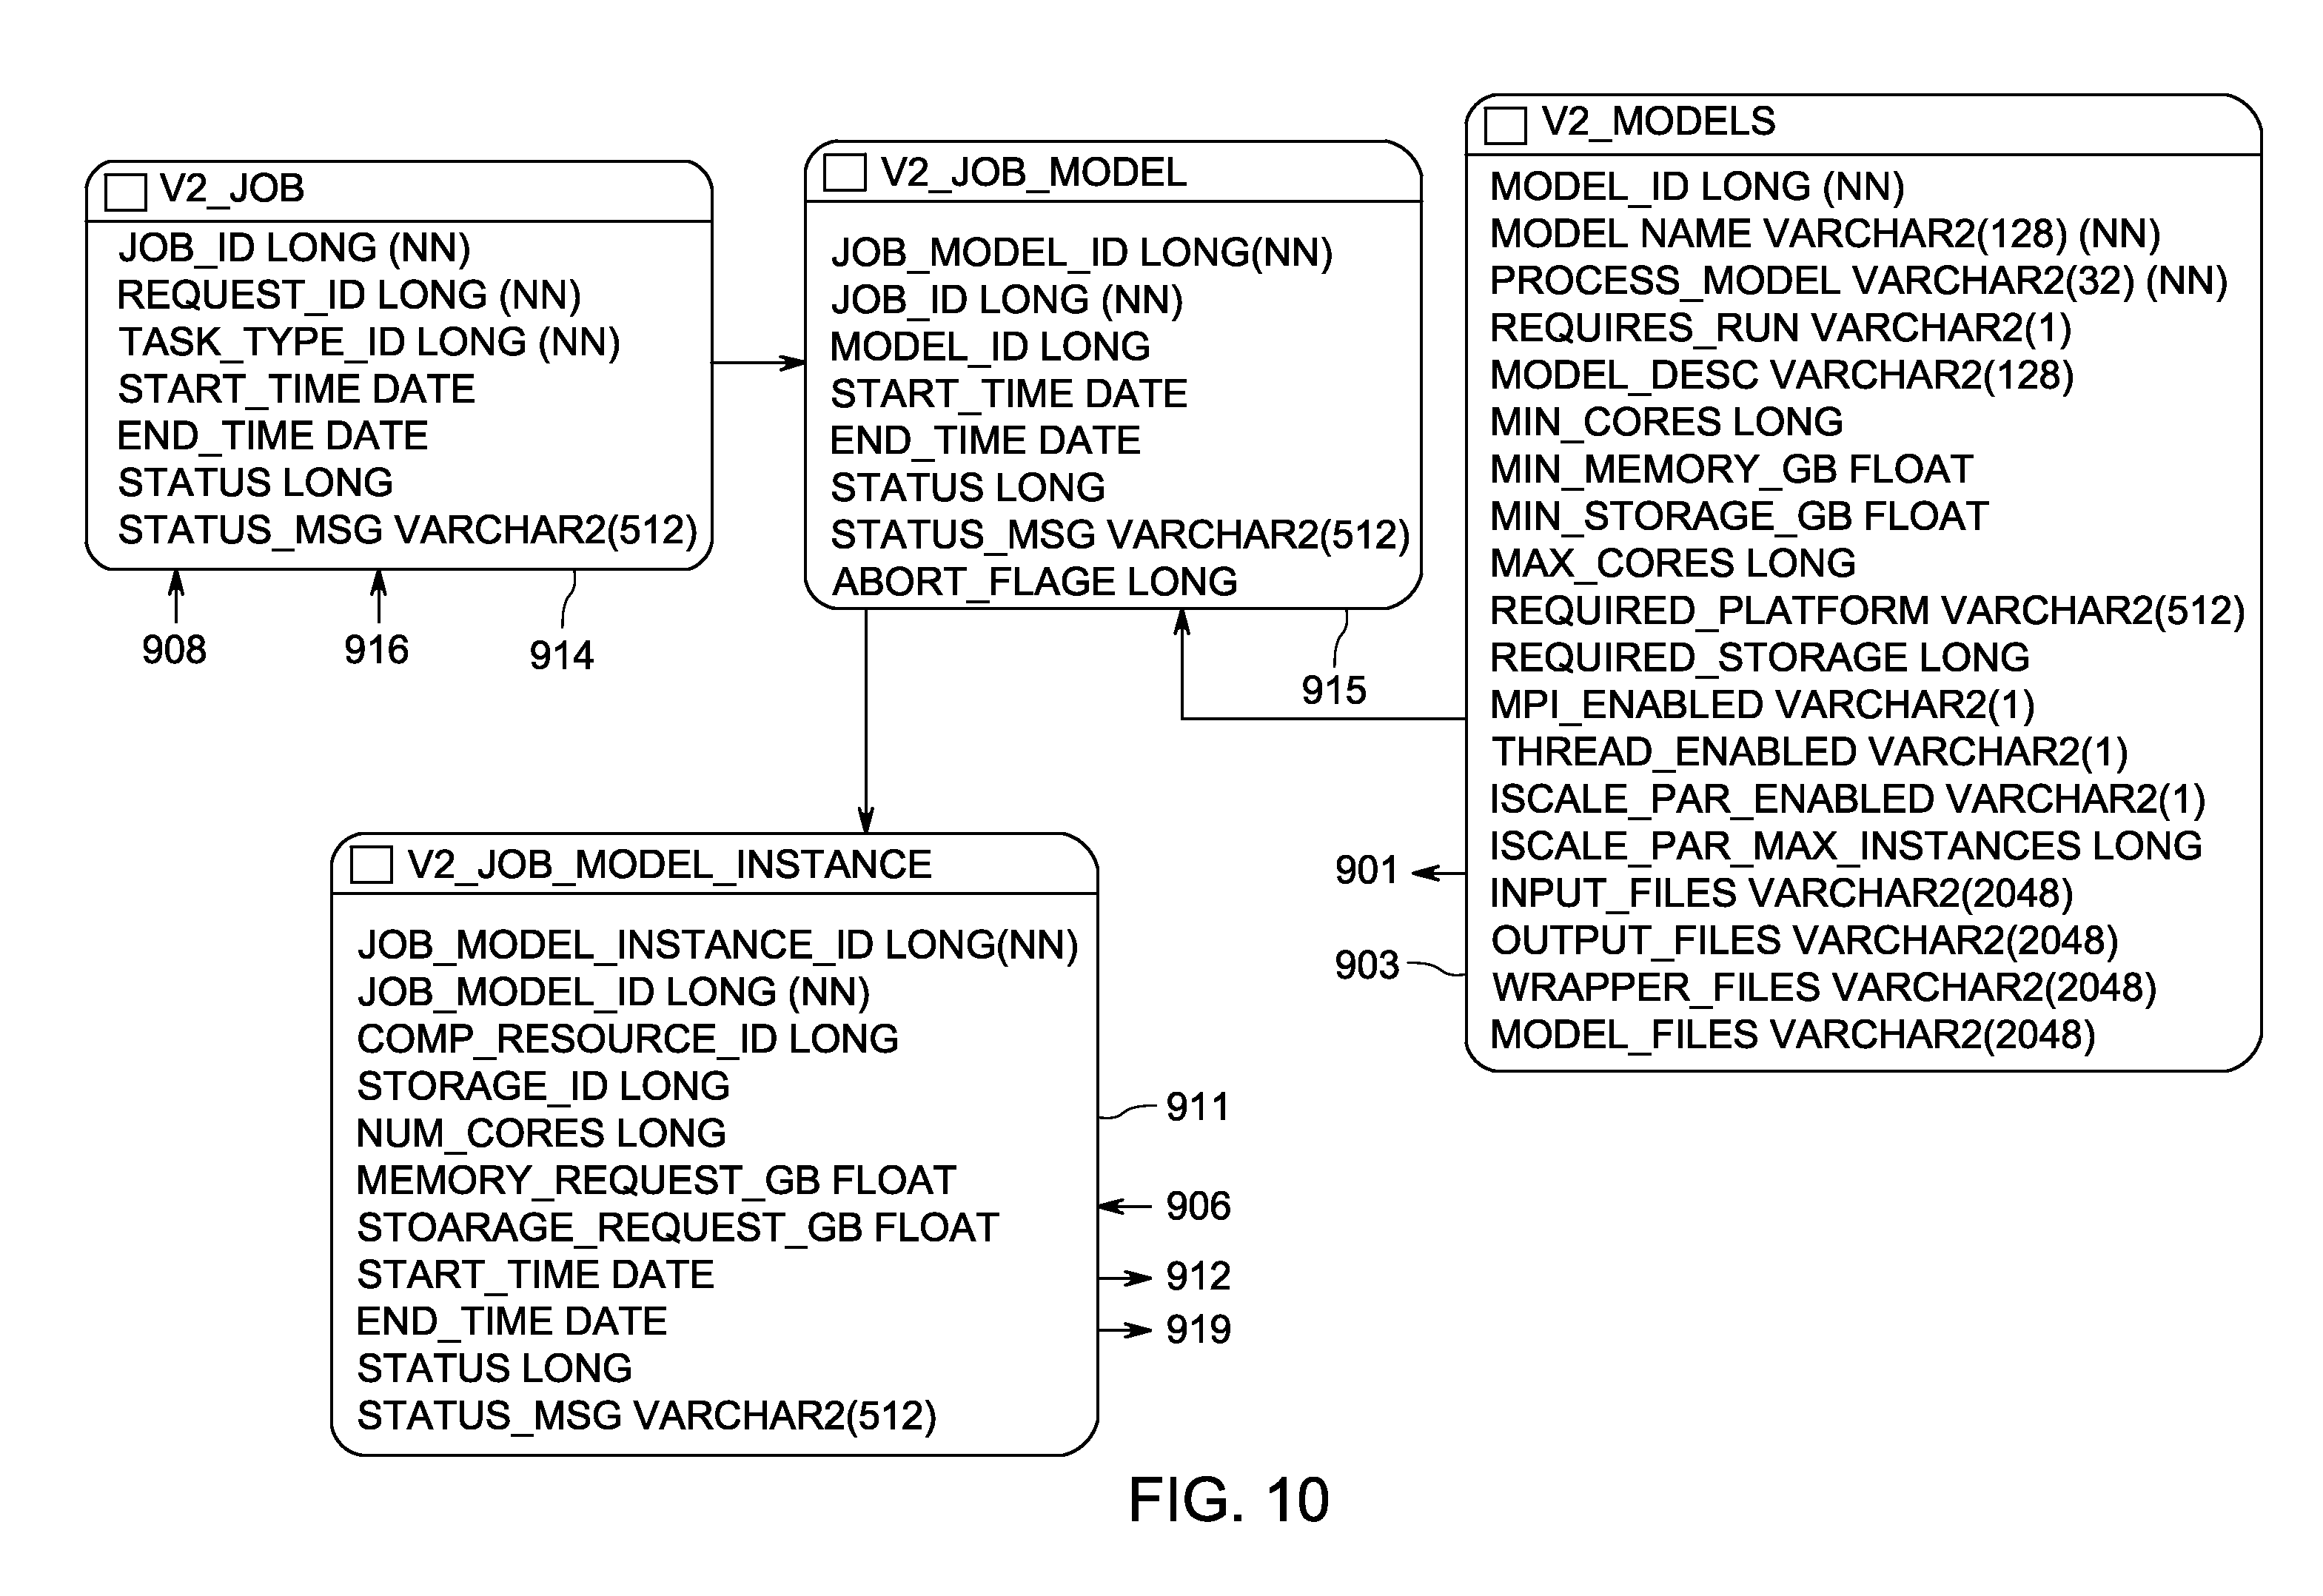 V2_JOB
JOB_ID LONG (NN)
REQUEST_ID LONG (NN)
TASK_TYPE_ID LONG (NN)
START_TIME DATE
END_TIME DATE
STATUS LONG
STATUS_MSG VARCHAR2(512)
908
916
914
V2_JOB_MODEL
JOB_MODEL_ID LONG(NN)
JOB_ID LONG (NN)
MODEL_ID LONG
START_TIME DATE
END_TIME DATE
STATUS LONG
STATUS_MSG VARCHAR2(512)
ABORT_FLAGE LONG
915
V2_MODELS
MODEL_ID LONG (NN)
MODEL NAME VARCHAR2(128) (NN)
PROCESS_MODEL VARCHAR2(32) (NN)
REQUIRES_RUN VARCHAR2(1)
MODEL_DESC VARCHAR2(128)
MIN_CORES LONG
MIN_MEMORY_GB FLOAT
MIN_STORAGE_GB FLOAT
MAX_CORES LONG
REQUIRED_PLATFORM VARCHAR2(512)
REQUIRED_STORAGE LONG
MPI_ENABLED VARCHAR2(1)
THREAD_ENABLED VARCHAR2(1)
ISCALE_PAR_ENABLED VARCHAR2(1)
ISCALE_PAR_MAX_INSTANCES LONG
INPUT_FILES VARCHAR2(2048)
OUTPUT_FILES VARCHAR2(2048)
WRAPPER_FILES VARCHAR2(2048)
MODEL_FILES VARCHAR2(2048)
901
903
V2_JOB_MODEL_INSTANCE
JOB_MODEL_INSTANCE_ID LONG(NN)
JOB_MODEL_ID LONG (NN)
COMP_RESOURCE_ID LONG
STORAGE_ID LONG
NUM_CORES LONG
MEMORY_REQUEST_GB FLOAT
STOARAGE_REQUEST_GB FLOAT
START_TIME DATE
END_TIME DATE
STATUS LONG
STATUS_MSG VARCHAR2(512)
911
906
912
919
FIG. 10